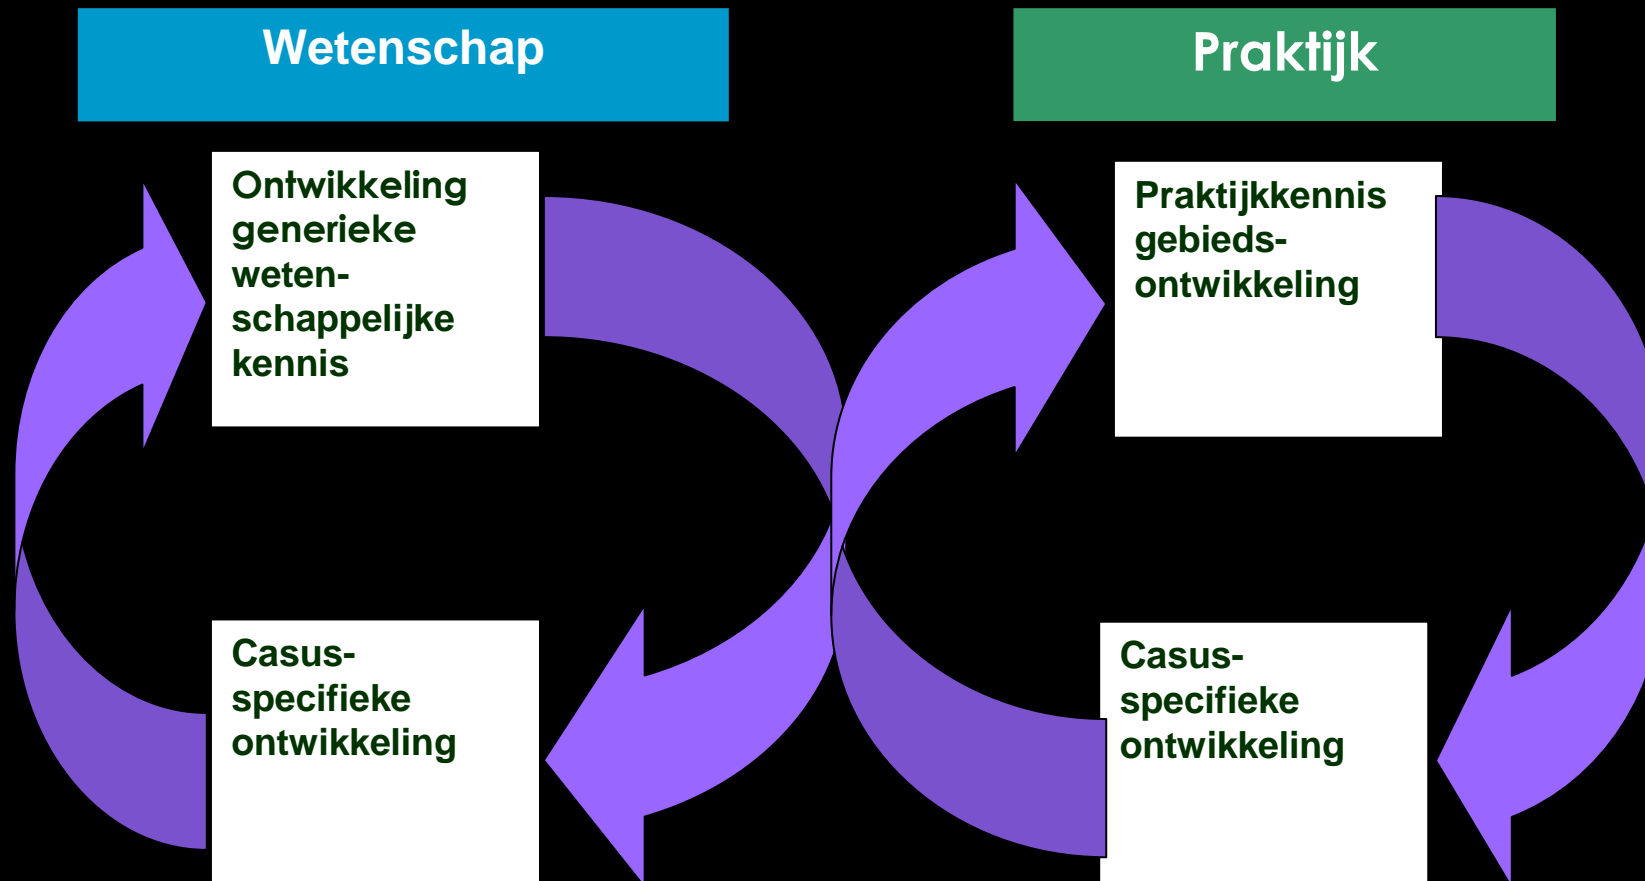 Wetenschap
Praktijk
Ontwikkeling
generieke
weten-
schappelijke
kennis
Praktijkkennis
gebieds-
ontwikkeling
Casus-
specifieke
ontwikkeling
Casus-
specifieke
ontwikkeling